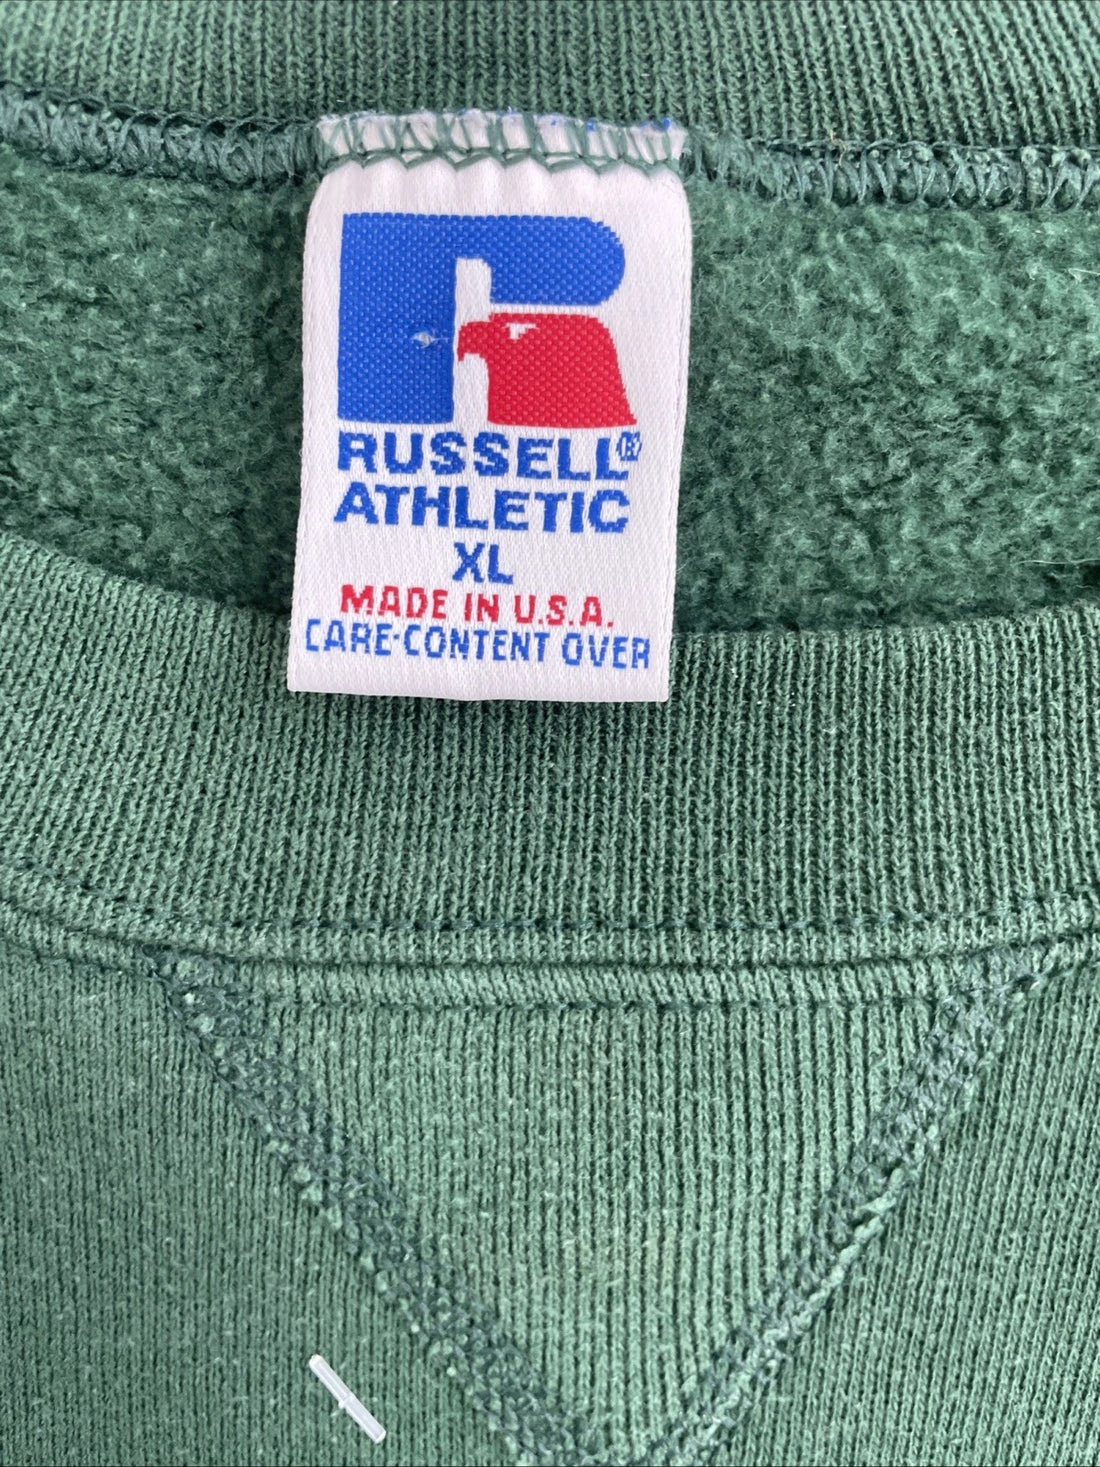 RUSSELL®
ATHLETIC
XL
MADE IN U.S.A.
CARE-CONTENT OVER